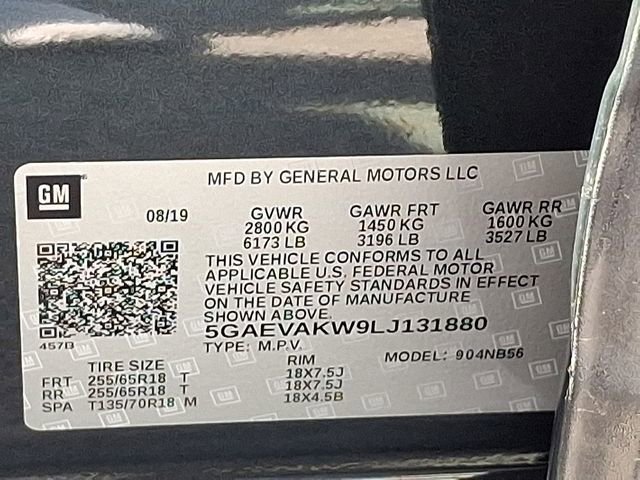 MFD BY GENERAL MOTORS LLC
GM
08/19 GVWR GAWR FRT GAWR RR
2800 KG 1450 KG 1600 KG
6173 LB 3196 LB 3527 LB
THIS VEHICLE CONFORMS TO ALL
APPLICABLE U.S. FEDERAL MOTOR
VEHICLE SAFETY STANDARDS IN EFFECT
ON THE DATE OF MANUFACTURE
SHOWN ABOVE.
5GAEVAKW9LJ131880
457B
TYPE: M.P.V. MODEL: 904NB56
TIRE SIZE RIM
FRT 255/65R18 T 18X7.5J
RR 255/65R18 T 18X7.5J
SPA T135/70R18 M 18X4.5B